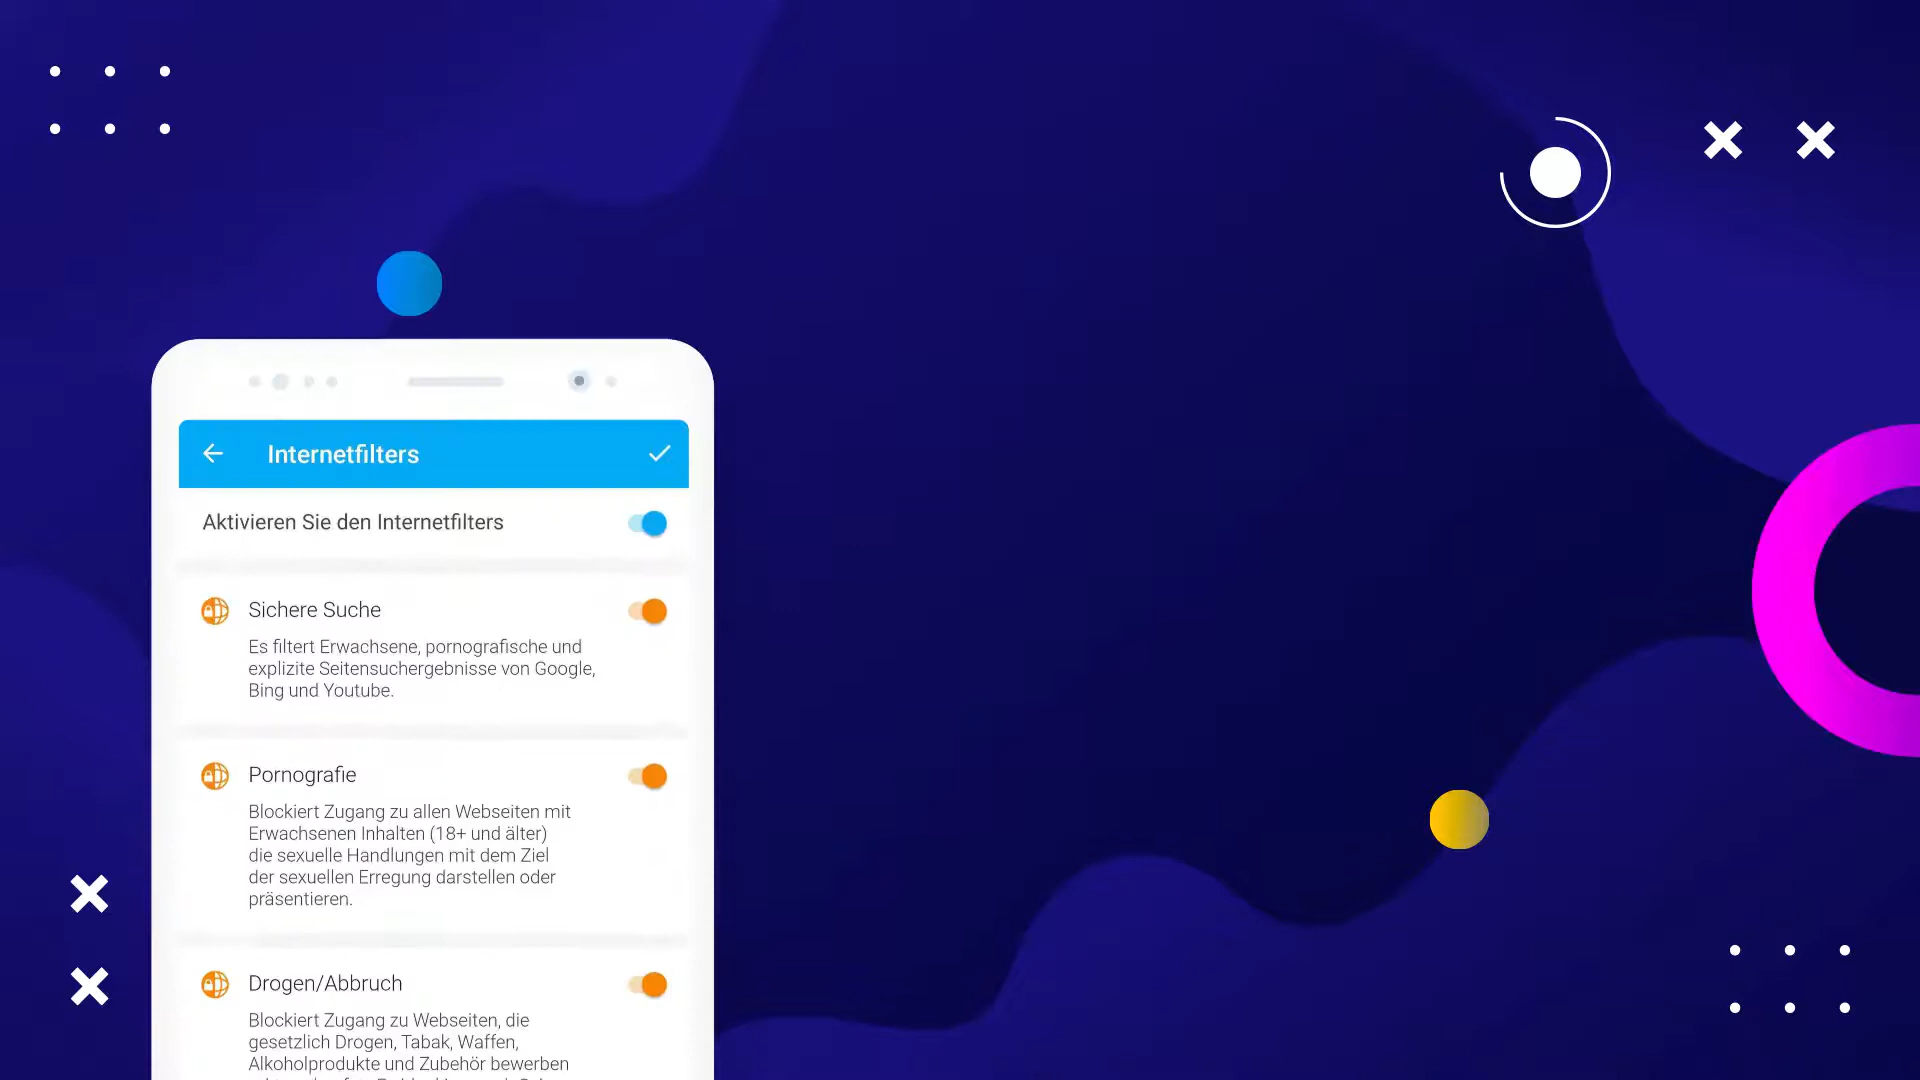 Internetfilters
Aktivieren Sie den Internetfilters
Sichere Suche
Es filtert Erwachsene, pornografische und
explizite Seitensuchergebnisse von Google,
Bing und Youtube.
Pornografie
Blockiert Zugang zu allen Webseiten mit
Erwachsenen Inhalten (18+ und älter)
die sexuelle Handlungen mit dem Ziel
der sexuellen Erregung darstellen oder
präsentieren.
Drogen/Abbruch
Blockiert Zugang zu Webseiten, die
gesetzlich Drogen, Tabak, Waffen,
Alkoholprodukte und Zubehör bewerben